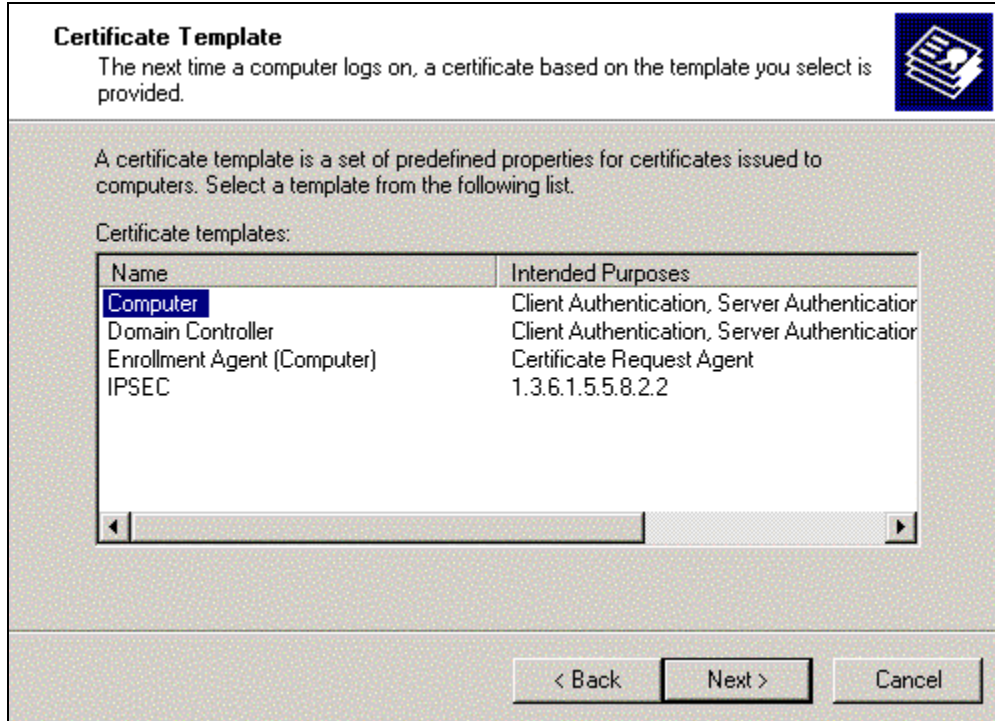 Certificate Template
The next time a computer logs on, a certificate based on the template you select is
provided.
A certificate template is a set of predefined properties for certificates issued to
computers. Select a template from the following list.
Certificate templates:
Name Intended Purposes
Computer Client Authentication, Server Authentication
Domain Controller Client Authentication, Server Authentication
Enrollment Agent (Computer) Certificate Request Agent
IPSEC 1.3.6.1.5.5.8.2.2
< Back Next > Cancel